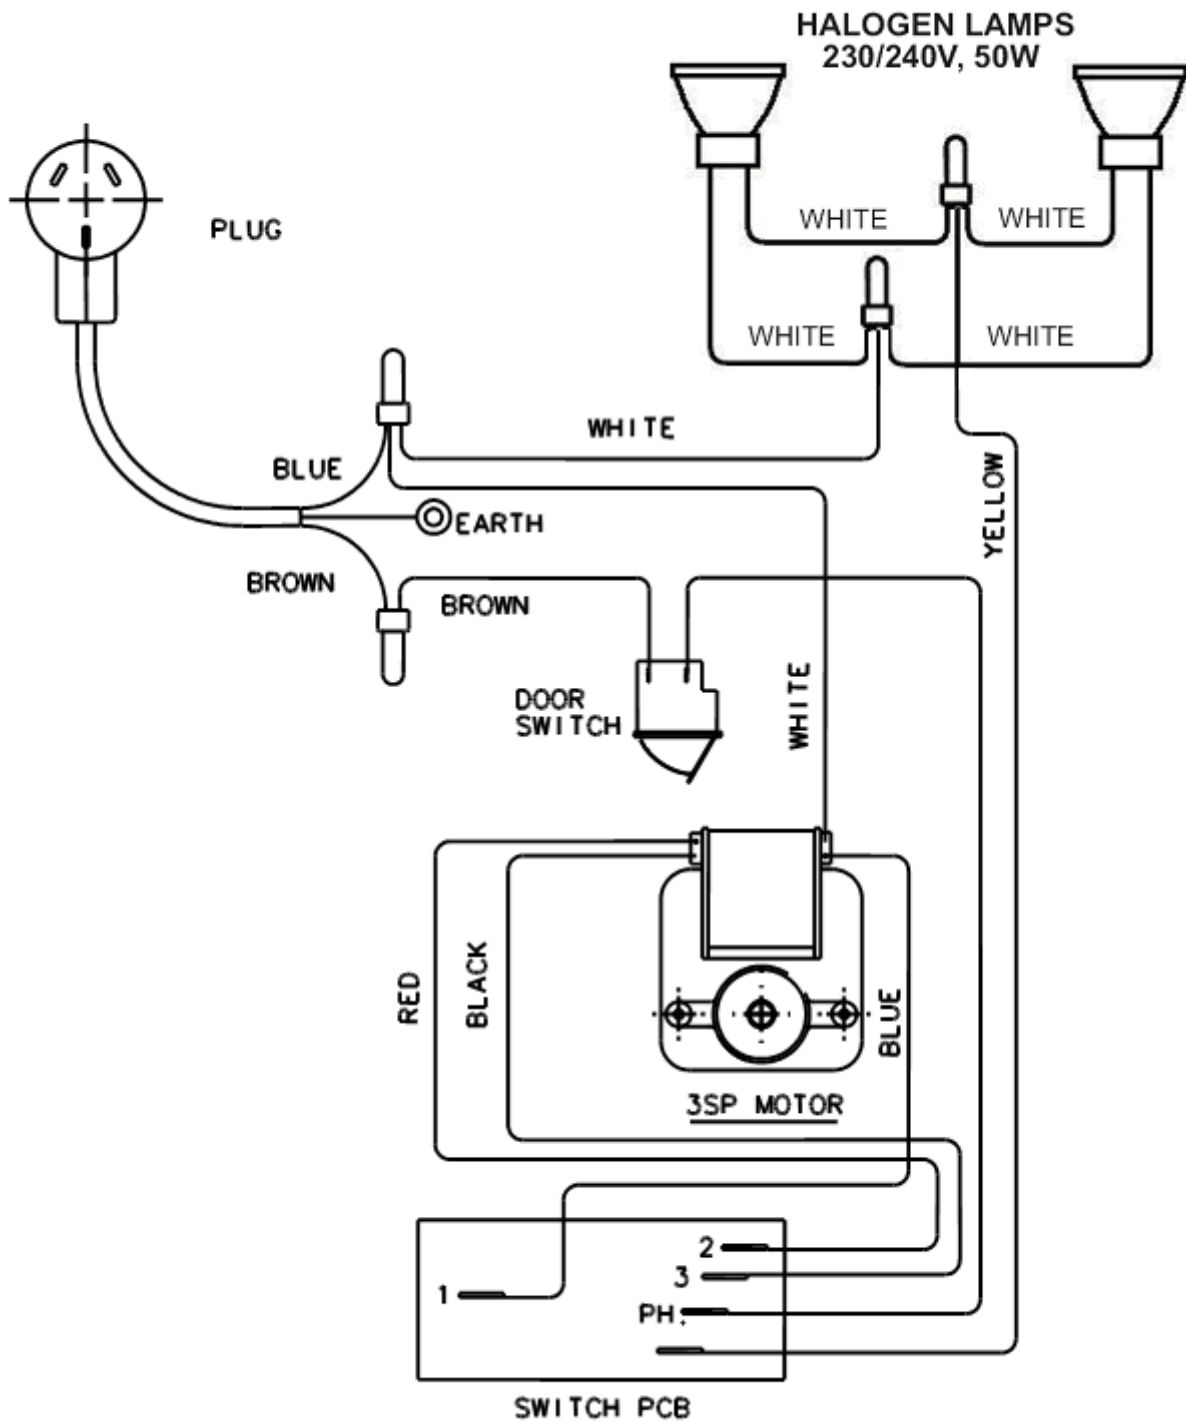 HALOGEN LAMPS
230/240V, 50W
PLUG
WHITE
WHITE
WHITE
WHITE
WHITE
BLUE
YELLOW
EARTH
BROWN
BROWN
DOOR
SWITCH
WHITE
RED
BLACK
BLUE
3SP MOTOR
2
3
1
PH.
SWITCH PCB